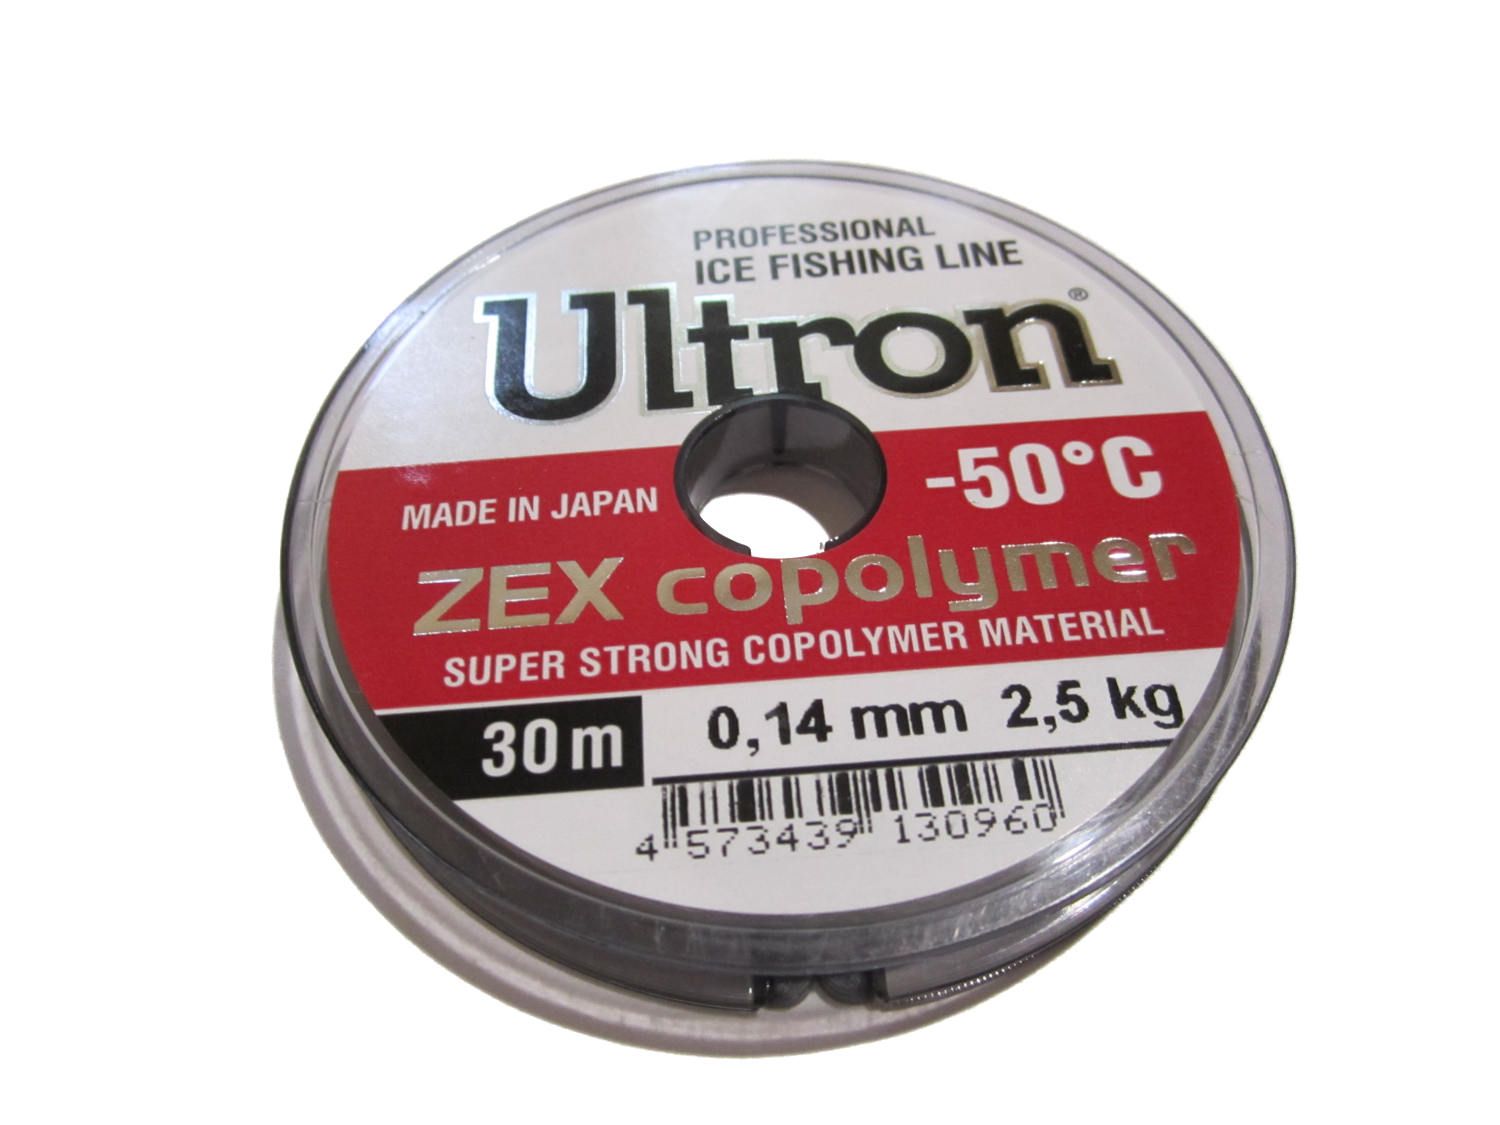 PROFESSIONAL
ICE FISHING LINE
Ultron®
-50°C
MADE IN JAPAN
ZEX copolymer
SUPER STRONG COPOLYMER MATERIAL
30 m 0,14 mm 2,5 kg
4 573439 130960